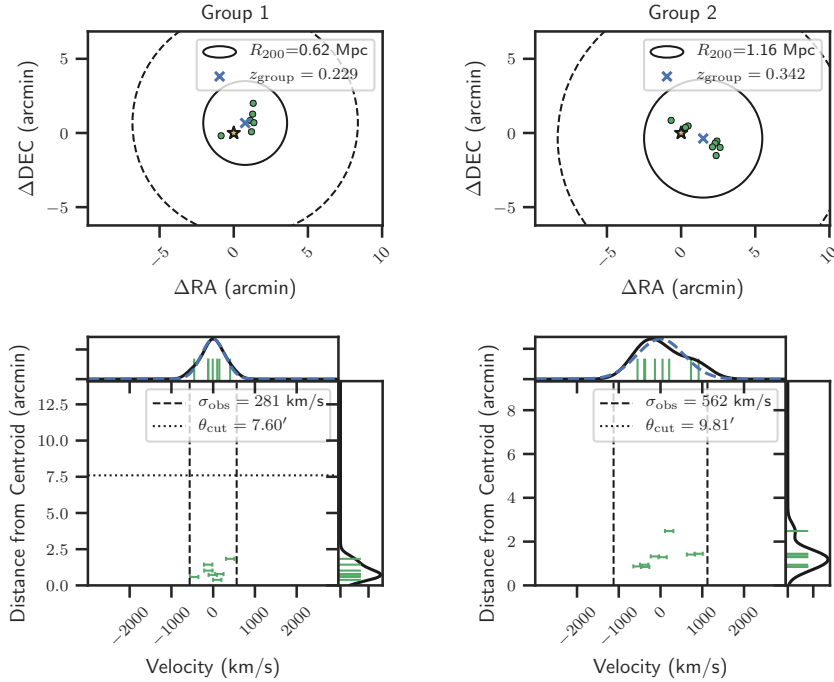 Group 1
R200=0.62 Mpc
zgroup = 0.229
5
0
−5
ΔDEC (arcmin)
−5
0
5
10
ΔRA (arcmin)
Group 2
R200=1.16 Mpc
zgroup = 0.342
5
0
−5
ΔDEC (arcmin)
−5
0
5
10
ΔRA (arcmin)
σobs = 281 km/s
θcut = 7.60′
12.5
10.0
7.5
5.0
2.5
0.0
Distance from Centroid (arcmin)
−2000
−1000
0
1000
2000
Velocity (km/s)
σobs = 562 km/s
θcut = 9.81′
8
6
4
2
0
Distance from Centroid (arcmin)
−2000
−1000
0
1000
2000
Velocity (km/s)